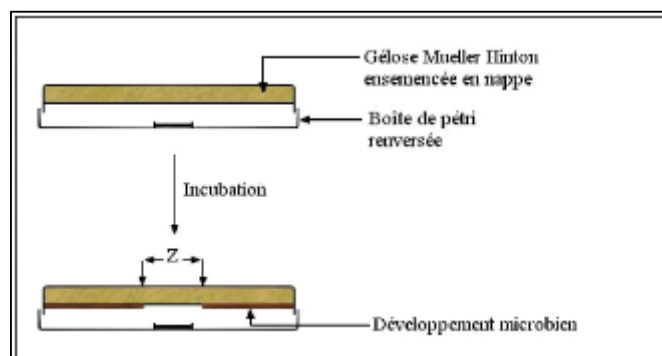 Gélose Mueller Hinton
ensemencée en nappe
Boîte de pétri
renversée
Incubation
Z
Développement microbien